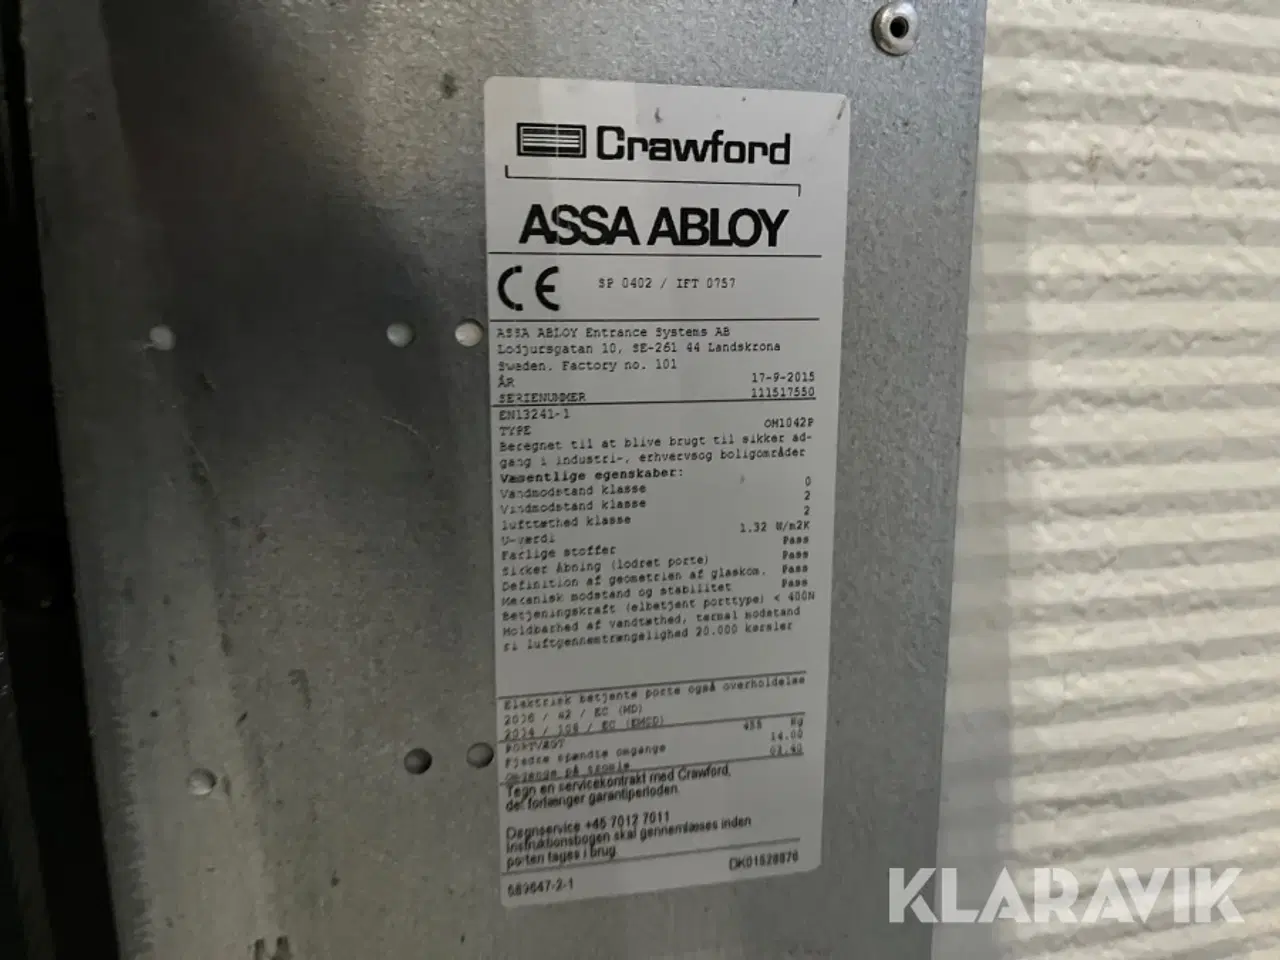 Crawford
ASSA ABLOY
CE SP 0402 / IFT 0757
ASSA ABLOY Entrance Systems AB
Lodjursgatan 10, SE-261 44 Landskrona
Sweden. Factory no. 101
ÅR 17-9-2015
SERIENUMMER 111517550
EN13241-1
TYPE OM1042P
Beregnet til at blive brugt til sikker ad-
gang i industri-, erhvervsog boligområder
Væsentlige egenskaber:
Vandmodstand klasse 0
Vindmodstand klasse 2
lufttæthed klasse 2
U-værdi 1.32 W/m2K
Farlige stoffer Pass
Sikker åbning (lodret porte) Pass
Definition af geometrien af glaskom. Pass
Mekanisk modstand og stabilitet Pass
Betjeningskraft (elbetjent porttype) < 400N
Holdbarhed af vandtæthed, termal modstand
luftgennemtrængelighed 20.000 kørsler
Elektrisk betjente porte også overholdelse
2006 / 42 / EC (MD)
2004 / 108 / EC (EMCD)
PORTVÆGT Kg
Fjedre spændte omgange 14.00
Omgange på
Tegn en servicekontrakt med Crawford,
det forlænger garantiperioden.
Døgnservice +45 7012 7011
Instruktionsbogen skal gennemlæses inden
porten tages i brug
DK01528876
689647-2-1
KLARAVIK